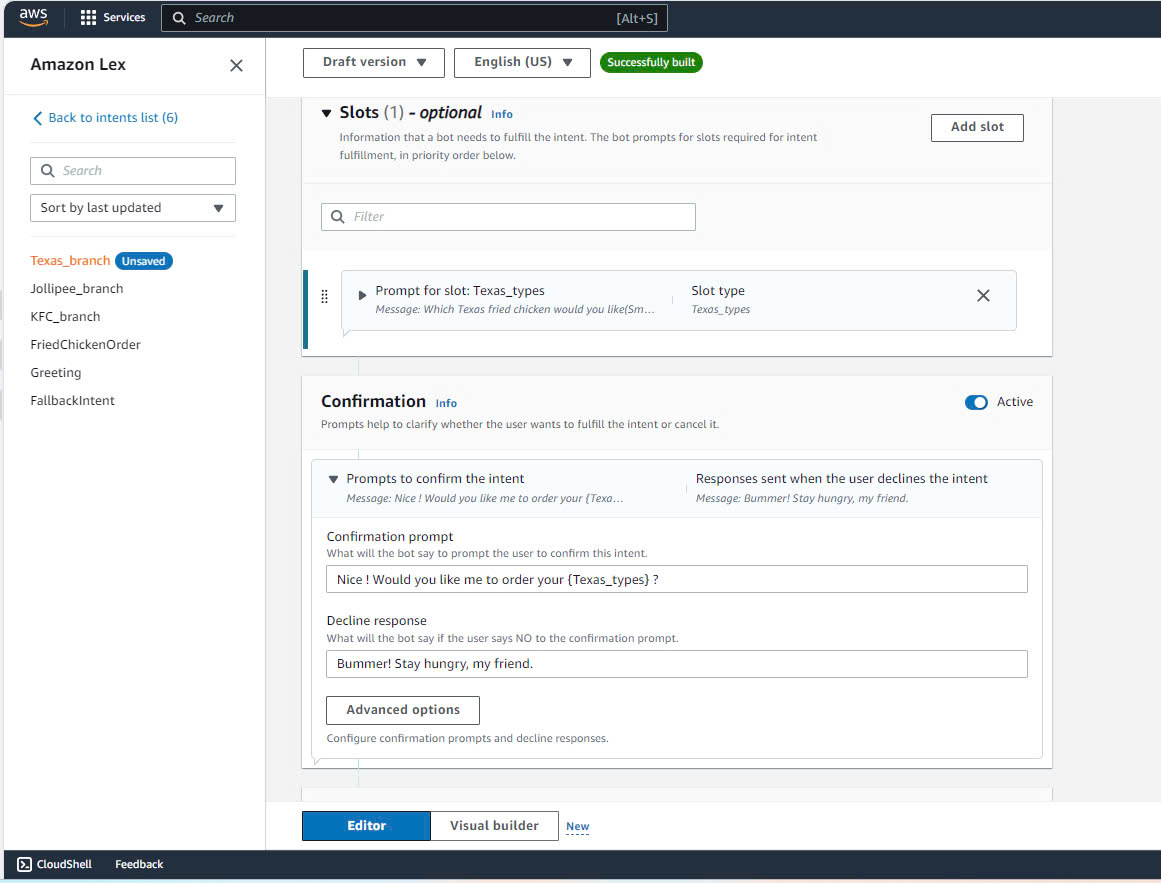 aws
Services
Search
[Alt+S]
Amazon Lex
Back to intents list (6)
Search
Sort by last updated
Texas_branch
Unsaved
Jollipee_branch
KFC_branch
FriedChickenOrder
Greeting
FallbackIntent
Draft version
English (US)
Successfully built
Slots (1) - optional Info
Information that a bot needs to fulfill the intent. The bot prompts for slots required for intent
fulfillment, in priority order below.
Add slot
Filter
Prompt for slot: Texas_types
Message: Which Texas fried chicken would you like(Sm...
Slot type
Texas_types
Confirmation Info
Active
Prompts help to clarify whether the user wants to fulfill the intent or cancel it.
Prompts to confirm the intent
Message: Nice ! Would you like me to order your {Texa...
Responses sent when the user declines the intent
Message: Bummer! Stay hungry, my friend.
Confirmation prompt
What will the bot say to prompt the user to confirm this intent.
Nice ! Would you like me to order your {Texas_types} ?
Decline response
What will the bot say if the user says NO to the confirmation prompt.
Bummer! Stay hungry, my friend.
Advanced options
Configure confirmation prompts and decline responses.
Editor
Visual builder
New
CloudShell
Feedback